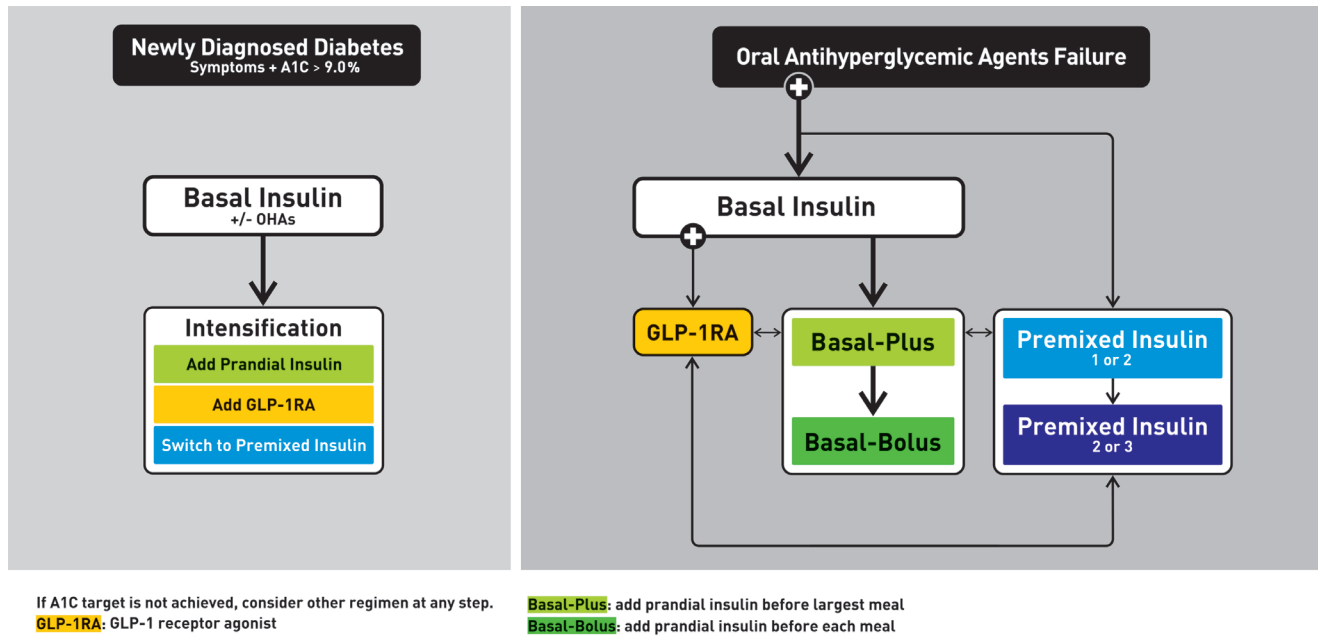 Newly Diagnosed Diabetes
Symptoms + A1C > 9.0%
Basal Insulin
+/- OHAs
Intensification
Add Prandial Insulin
Add GLP-1RA
Switch to Premixed Insulin
Oral Antihyperglycemic Agents Failure
Basal Insulin
GLP-1RA
Basal-Plus
Basal-Bolus
Premixed Insulin
1 or 2
Premixed Insulin
2 or 3
If A1C target is not achieved, consider other regimen at any step.
GLP-1RA: GLP-1 receptor agonist
Basal-Plus: add prandial insulin before largest meal
Basal-Bolus: add prandial insulin before each meal